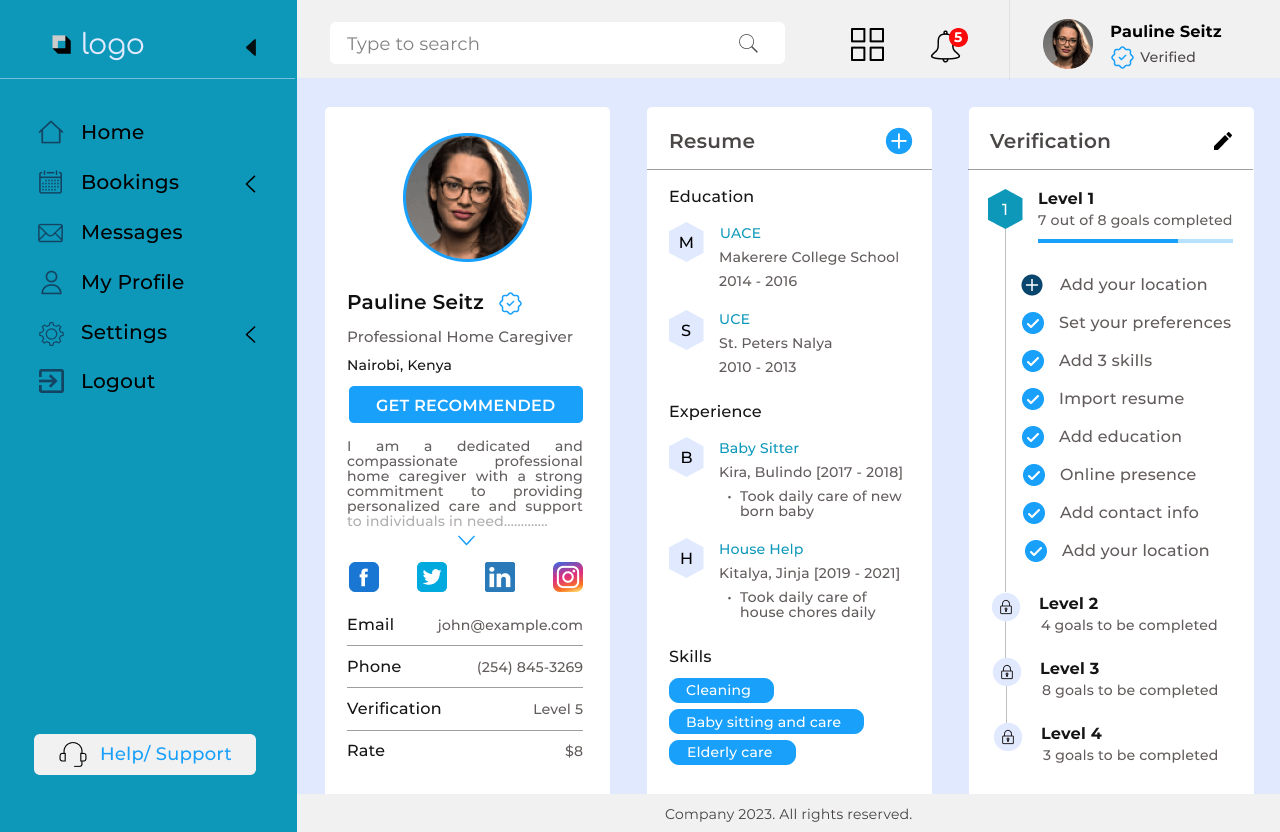 logo
Home
Bookings
Messages
My Profile
Settings
Logout
Help/ Support
Type to search
5
Pauline Seitz
Verified
Pauline Seitz
Professional Home Caregiver
Nairobi, Kenya
GET RECOMMENDED
I am a dedicated and
compassionate professional
home caregiver with a strong
commitment to providing
personalized care and support
to individuals in need.............
f
in
Email john@example.com
Phone (254) 845-3269
Verification Level 5
Rate $8
Resume
Education
M
UACE
Makerere College School
2014 - 2016
S
UCE
St. Peters Nalya
2010 - 2013
Experience
B
Baby Sitter
Kira, Bulindo [2017 - 2018]
• Took daily care of new
born baby
H
House Help
Kitalya, Jinja [2019 - 2021]
• Took daily care of
house chores daily
Skills
Cleaning
Baby sitting and care
Elderly care
Verification
1
Level 1
7 out of 8 goals completed
Add your location
Set your preferences
Add 3 skills
Import resume
Add education
Online presence
Add contact info
Add your location
Level 2
4 goals to be completed
Level 3
8 goals to be completed
Level 4
3 goals to be completed
Company 2023. All rights reserved.